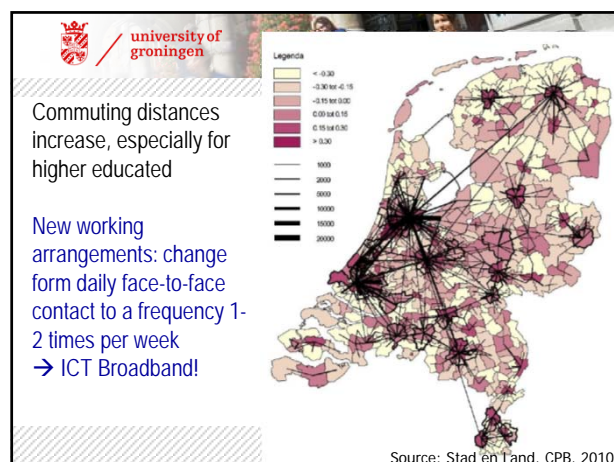 university of
groningen
Commuting distances
increase, especially for
higher educated
New working
arrangements: change
form daily face-to-face
contact to a frequency 1-
2 times per week
→ ICT Broadband!
Legenda
< -0.30
-0.30 tot -0.15
-0.15 tot 0.00
0.00 tot 0.15
0.15 tot 0.30
> 0.30
1000
2000
5000
10000
15000
20000
Source: Stad en Land, CPB, 2010